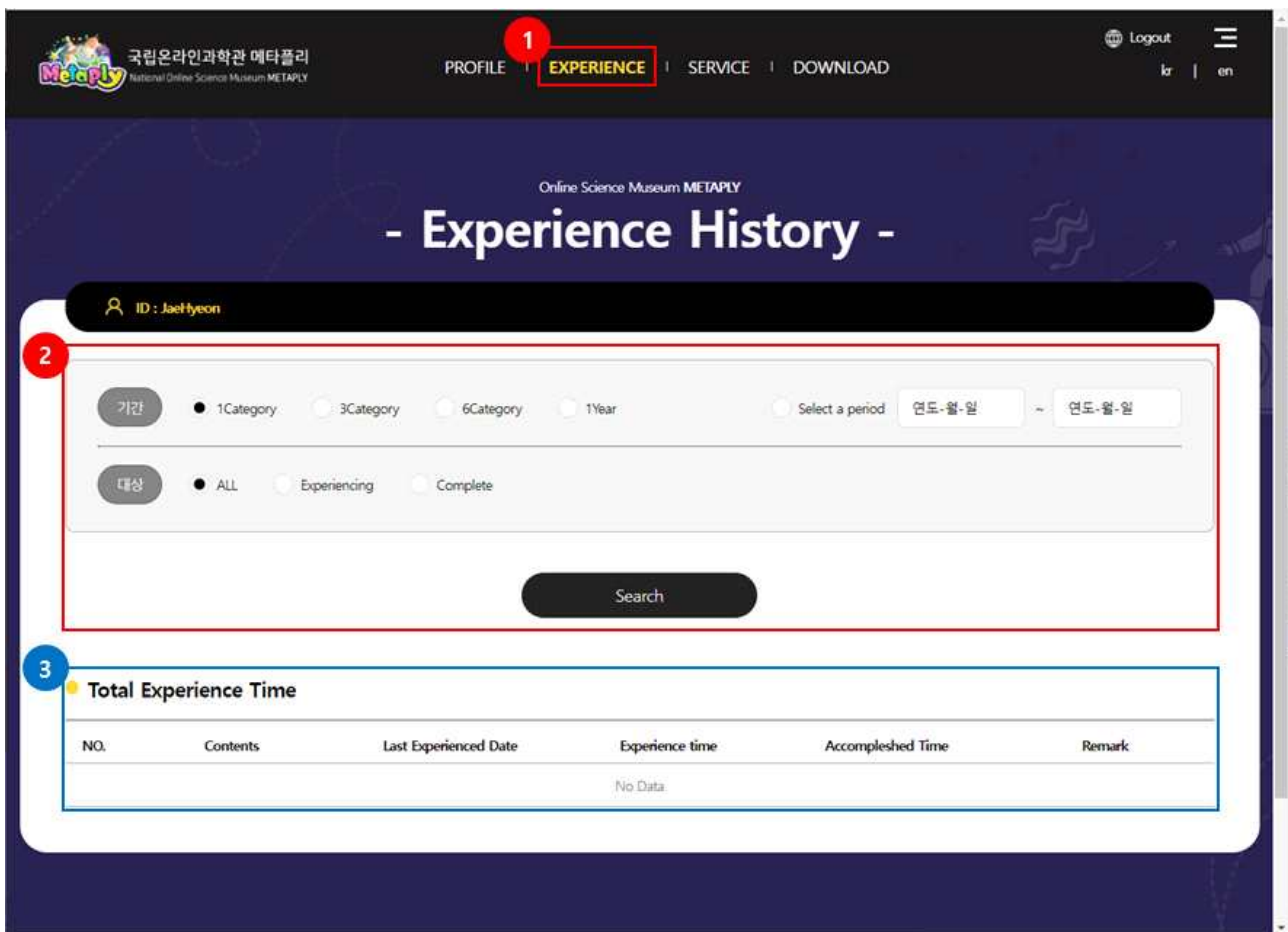 1
Logout
국립온라인과학관 메타플리
National Online Science Museum METAPLY
Metaply
PROFILE | EXPERIENCE | SERVICE | DOWNLOAD
kr | en
Online Science Museum METAPLY
- Experience History -
ID : JaeHyeon
2
기간 1Category 3Category 6Category 1Year Select a period 연도-월-일 ~ 연도-월-일
대상 ALL Experiencing Complete
Search
3
Total Experience Time
NO. Contents Last Experienced Date Experience time Accompleshed Time Remark
No Data